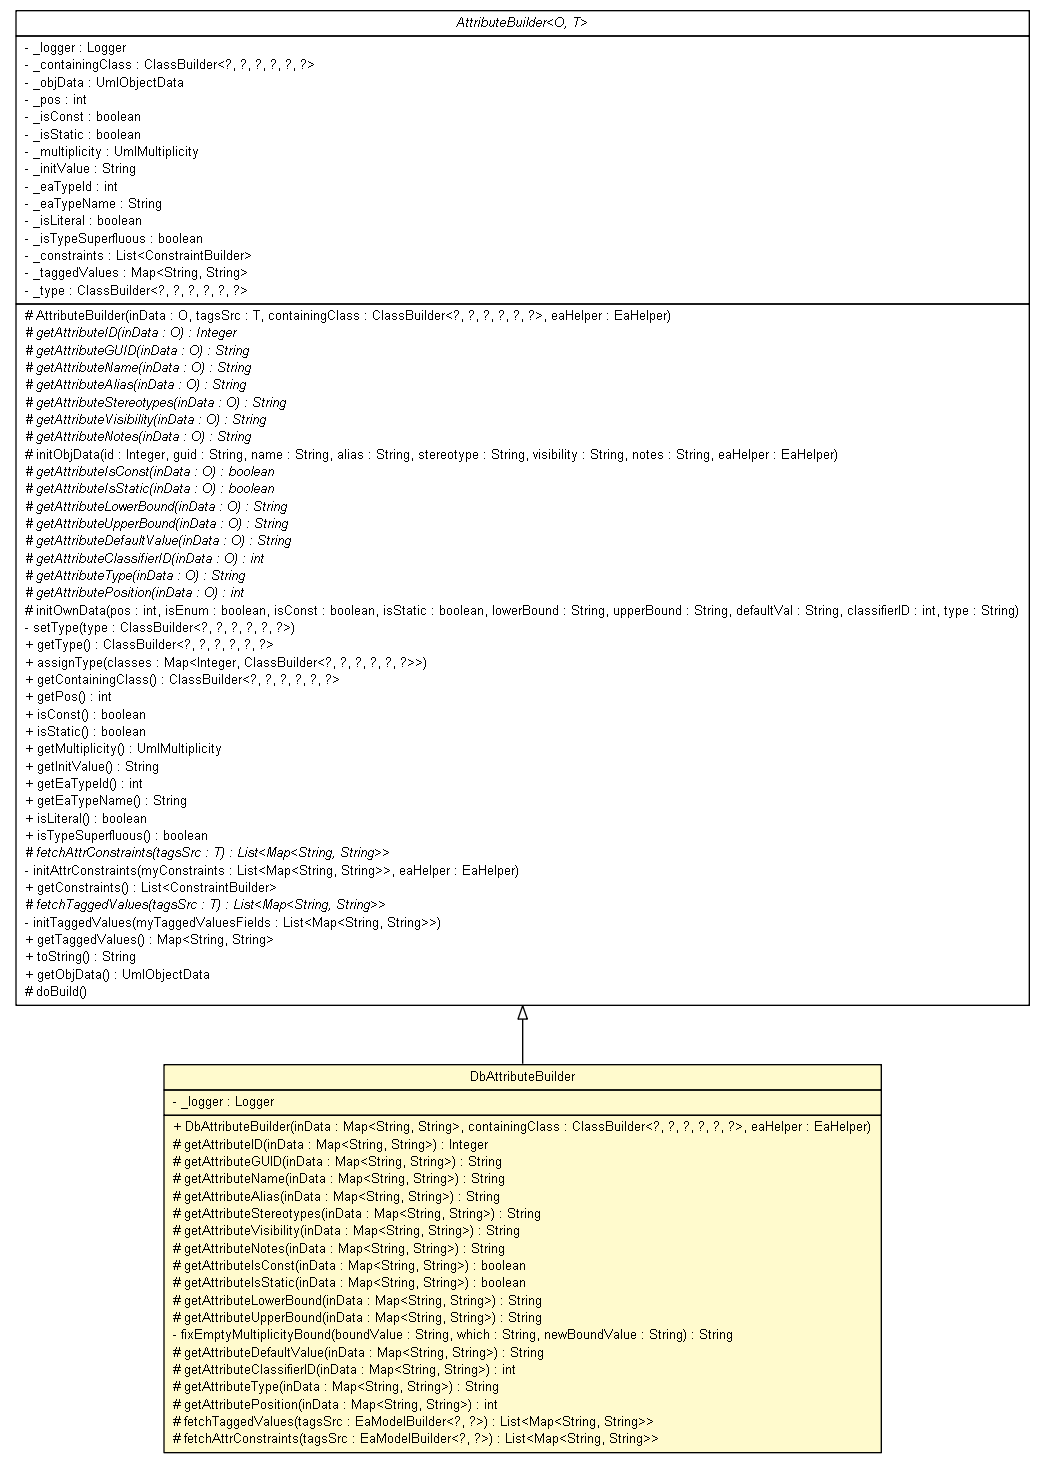 AttributeBuilder<O, T>
- _logger : Logger
- _containingClass : ClassBuilder<?, ?, ?, ?, ?, ?>
- _objData : UmlObjectData
- _pos : int
- _isConst : boolean
- _isStatic : boolean
- _multiplicity : UmlMultiplicity
- _initValue : String
- _eaTypeId : int
- _eaTypeName : String
- _isLiteral : boolean
- _isTypeSuperfluous : boolean
- _constraints : List<ConstraintBuilder>
- _taggedValues : Map<String, String>
- _type : ClassBuilder<?, ?, ?, ?, ?, ?>
# AttributeBuilder(inData : O, tagsSrc : T, containingClass : ClassBuilder<?, ?, ?, ?, ?, ?>, eaHelper : EaHelper)
# getAttributeID(inData : O) : Integer
# getAttributeGUID(inData : O) : String
# getAttributeName(inData : O) : String
# getAttributeAlias(inData : O) : String
# getAttributeStereotypes(inData : O) : String
# getAttributeVisibility(inData : O) : String
# getAttributeNotes(inData : O) : String
# initObjData(id : Integer, guid : String, name : String, alias : String, stereotype : String, visibility : String, notes : String, eaHelper : EaHelper)
# getAttributeIsConst(inData : O) : boolean
# getAttributeIsStatic(inData : O) : boolean
# getAttributeLowerBound(inData : O) : String
# getAttributeUpperBound(inData : O) : String
# getAttributeDefaultValue(inData : O) : String
# getAttributeClassifierID(inData : O) : int
# getAttributeType(inData : O) : String
# getAttributePosition(inData : O) : int
# initOwnData(pos : int, isEnum : boolean, isConst : boolean, isStatic : boolean, lowerBound : String, upperBound : String, defaultVal : String, classifierID : int, type : String)
- setType(type : ClassBuilder<?, ?, ?, ?, ?, ?>)
+ getType() : ClassBuilder<?, ?, ?, ?, ?, ?>
+ assignType(classes : Map<Integer, ClassBuilder<?, ?, ?, ?, ?, ?>>)
+ getContainingClass() : ClassBuilder<?, ?, ?, ?, ?, ?>
+ getPos() : int
+ isConst() : boolean
+ isStatic() : boolean
+ getMultiplicity() : UmlMultiplicity
+ getInitValue() : String
+ getEaTypeId() : int
+ getEaTypeName() : String
+ isLiteral() : boolean
+ isTypeSuperfluous() : boolean
# fetchAttrConstraints(tagsSrc : T) : List<Map<String, String>>
- initAttrConstraints(myConstraints : List<Map<String, String>>, eaHelper : EaHelper)
+ getConstraints() : List<ConstraintBuilder>
# fetchTaggedValues(tagsSrc : T) : List<Map<String, String>>
- initTaggedValues(myTaggedValuesFields : List<Map<String, String>>)
+ getTaggedValues() : Map<String, String>
+ toString() : String
+ getObjData() : UmlObjectData
# doBuild()
DbAttributeBuilder
- _logger : Logger
+ DbAttributeBuilder(inData : Map<String, String>, containingClass : ClassBuilder<?, ?, ?, ?, ?, ?>, eaHelper : EaHelper)
# getAttributeID(inData : Map<String, String>) : Integer
# getAttributeGUID(inData : Map<String, String>) : String
# getAttributeName(inData : Map<String, String>) : String
# getAttributeAlias(inData : Map<String, String>) : String
# getAttributeStereotypes(inData : Map<String, String>) : String
# getAttributeVisibility(inData : Map<String, String>) : String
# getAttributeNotes(inData : Map<String, String>) : String
# getAttributeIsConst(inData : Map<String, String>) : boolean
# getAttributeIsStatic(inData : Map<String, String>) : boolean
# getAttributeLowerBound(inData : Map<String, String>) : String
# getAttributeUpperBound(inData : Map<String, String>) : String
- fixEmptyMultiplicityBound(boundValue : String, which : String, newBoundValue : String) : String
# getAttributeDefaultValue(inData : Map<String, String>) : String
# getAttributeClassifierID(inData : Map<String, String>) : int
# getAttributeType(inData : Map<String, String>) : String
# getAttributePosition(inData : Map<String, String>) : int
# fetchTaggedValues(tagsSrc : EaModelBuilder<?, ?>) : List<Map<String, String>>
# fetchAttrConstraints(tagsSrc : EaModelBuilder<?, ?>) : List<Map<String, String>>